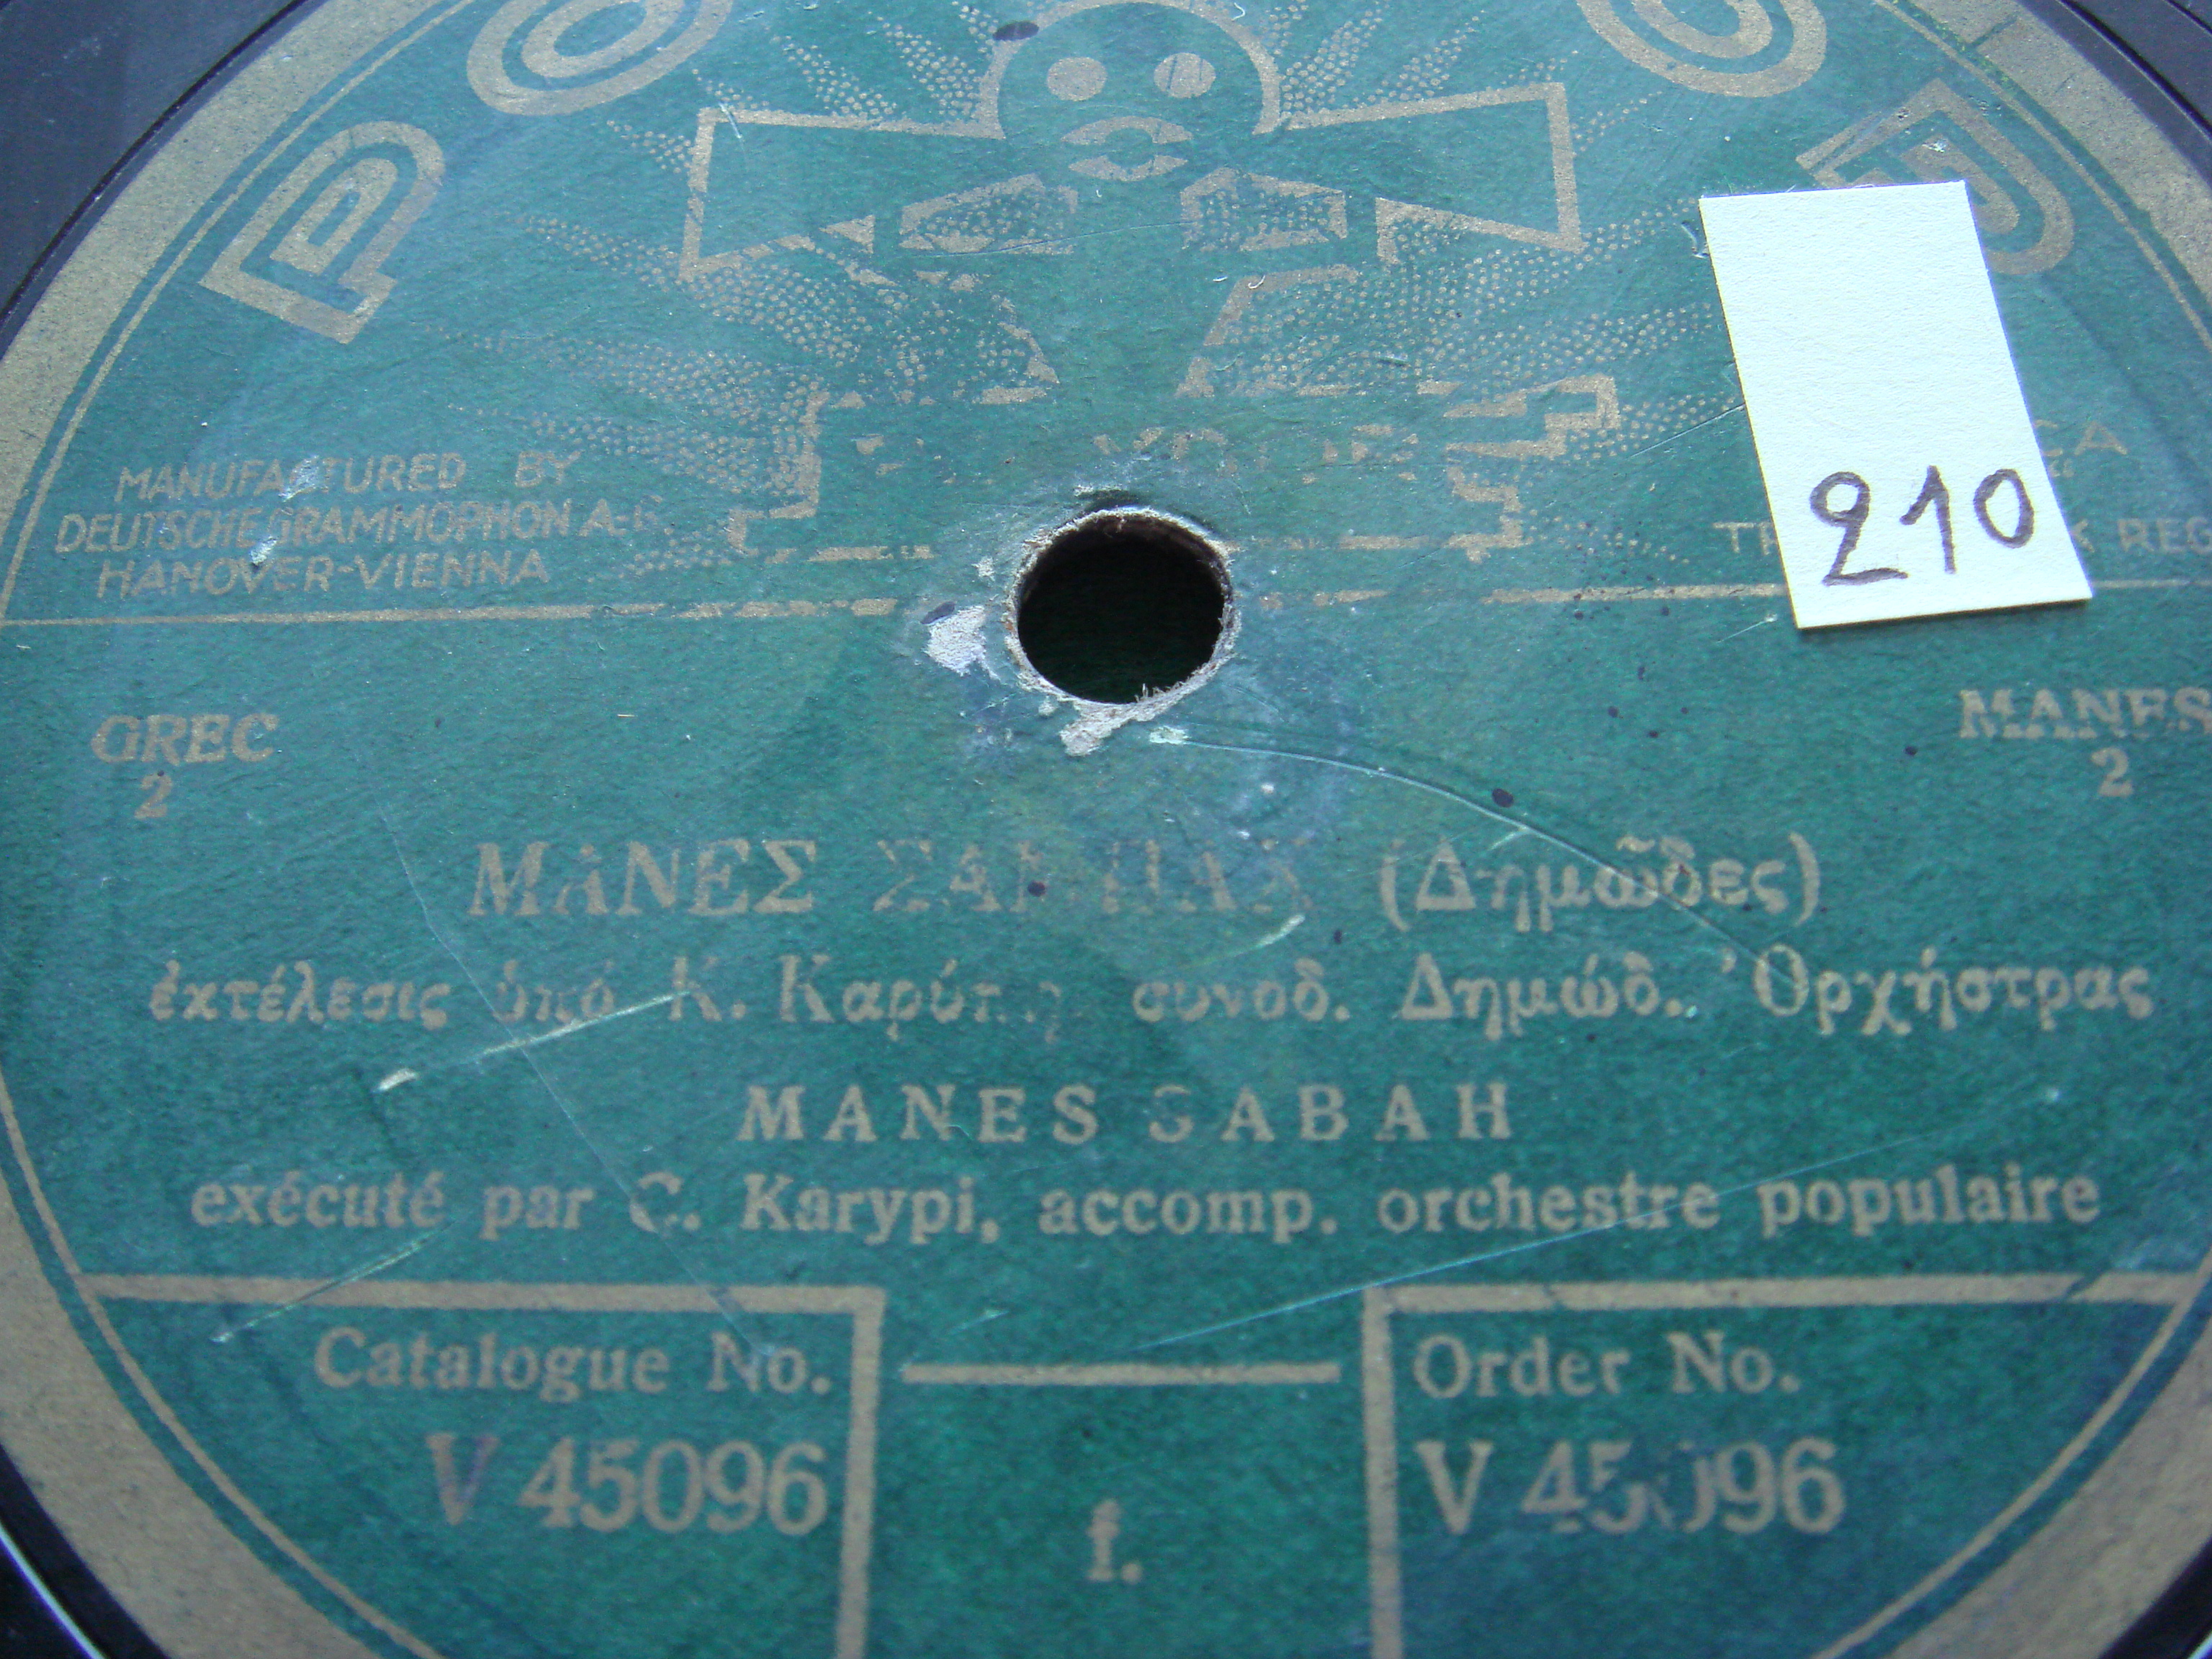 MANUFACTURED BY
DEUTSCHE GRAMMOPHON A-G
HANOVER-VIENNA
210
GREC
2
MANES
2
ΜΑΝΕΣ (Δημῶδες)
ἐκτέλεσις ὑπό Κ. Καρύπη συνοδ. Δημώδ. Ὀρχήστρας
MANES SABAH
exécuté par C. Karypi, accomp. orchestre populaire
Catalogue No.
V 45096
Order No.
V 45096
f.